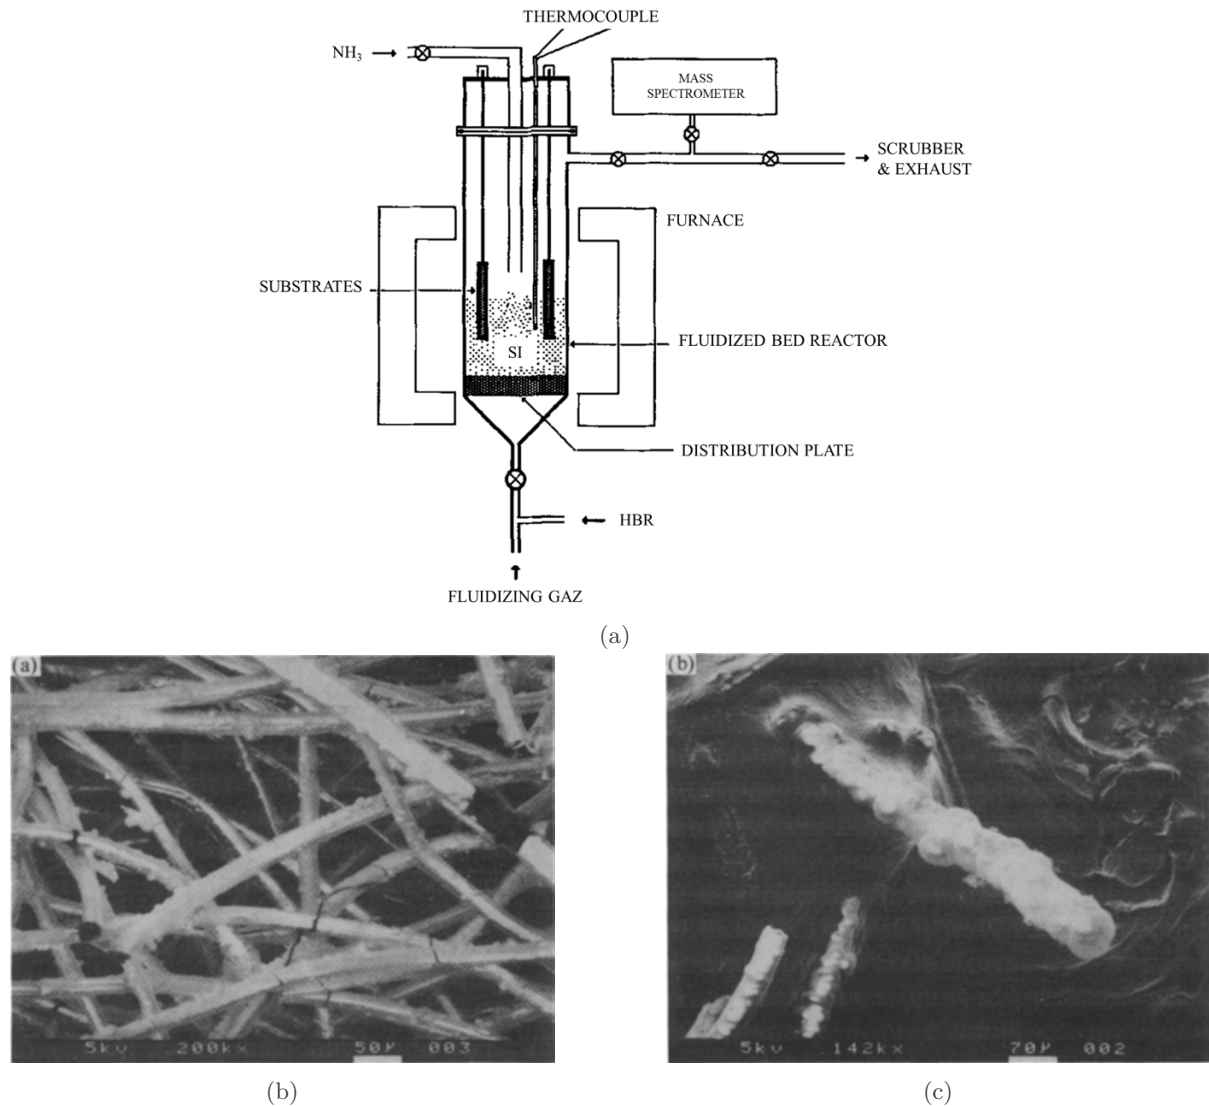 THERMOCOUPLE
NH3
MASS
SPECTROMETER
SCRUBBER
& EXHAUST
FURNACE
SUBSTRATES
FLUIDIZED BED REACTOR
SI
DISTRIBUTION PLATE
HBR
FLUIDIZING GAZ
(a)
(a)
(b)
5kv 200kx 50µ 003
5kv 142kx 70µ 002
(b)
(c)